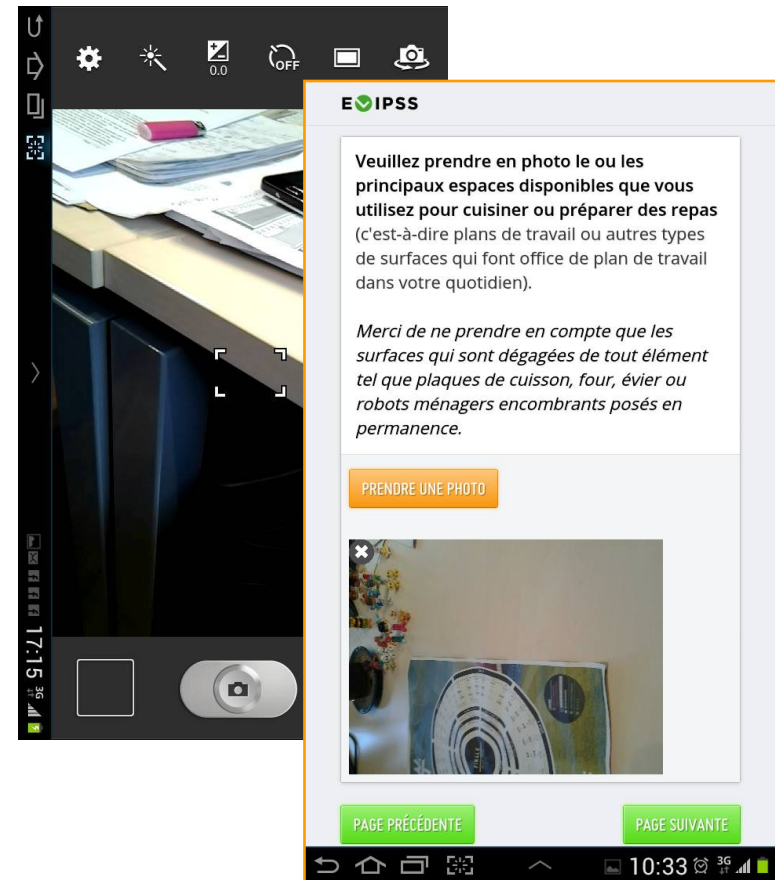 0.0
OFF
17:15
3G
EIPSS
Veuillez prendre en photo le ou les
principaux espaces disponibles que vous
utilisez pour cuisiner ou préparer des repas
(c'est-à-dire plans de travail ou autres types
de surfaces qui font office de plan de travail
dans votre quotidien).
Merci de ne prendre en compte que les
surfaces qui sont dégagées de tout élément
tel que plaques de cuisson, four, évier ou
robots ménagers encombrants posés en
permanence.
PRENDRE UNE PHOTO
FINALE
PAGE PRÉCÉDENTE
PAGE SUIVANTE
10:33
3G